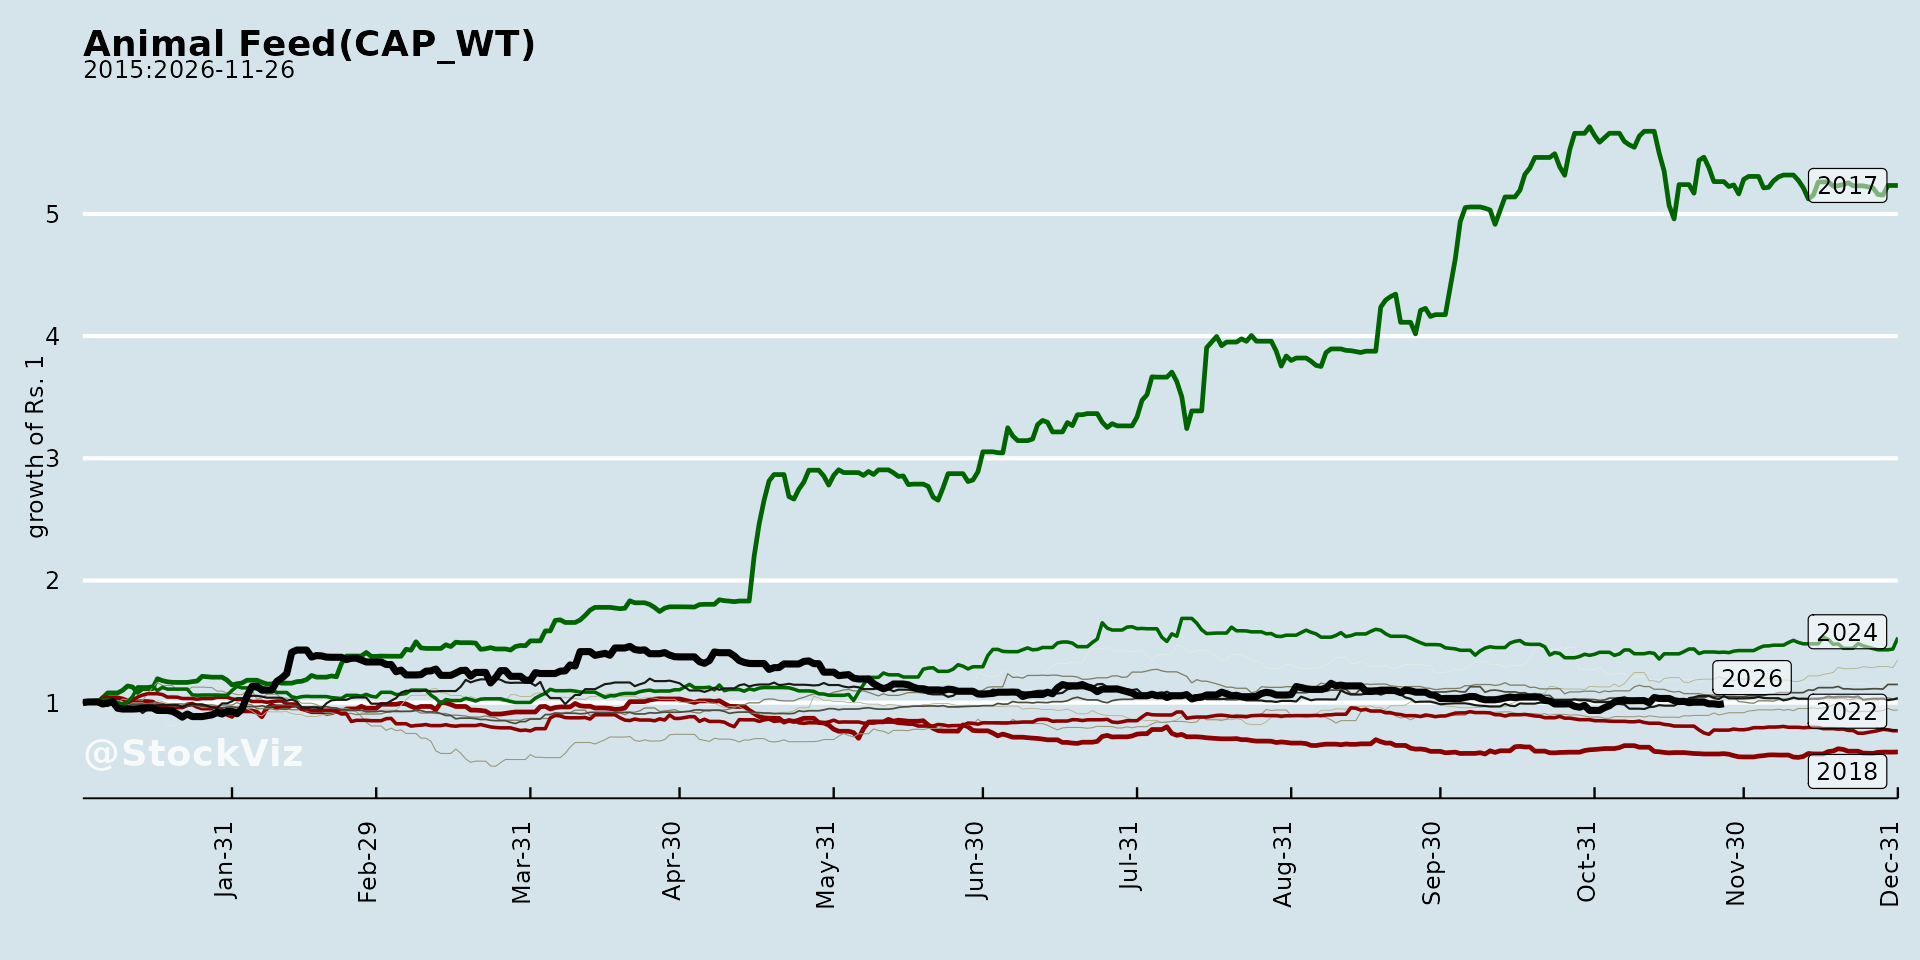 Animal Feed(CAP_WT)
2015:2026-11-26
growth of Rs. 1
5
4
3
2
1
2017
2024
2026
2022
2018
@StockViz
Jan-31
Feb-29
Mar-31
Apr-30
May-31
Jun-30
Jul-31
Aug-31
Sep-30
Oct-31
Nov-30
Dec-31